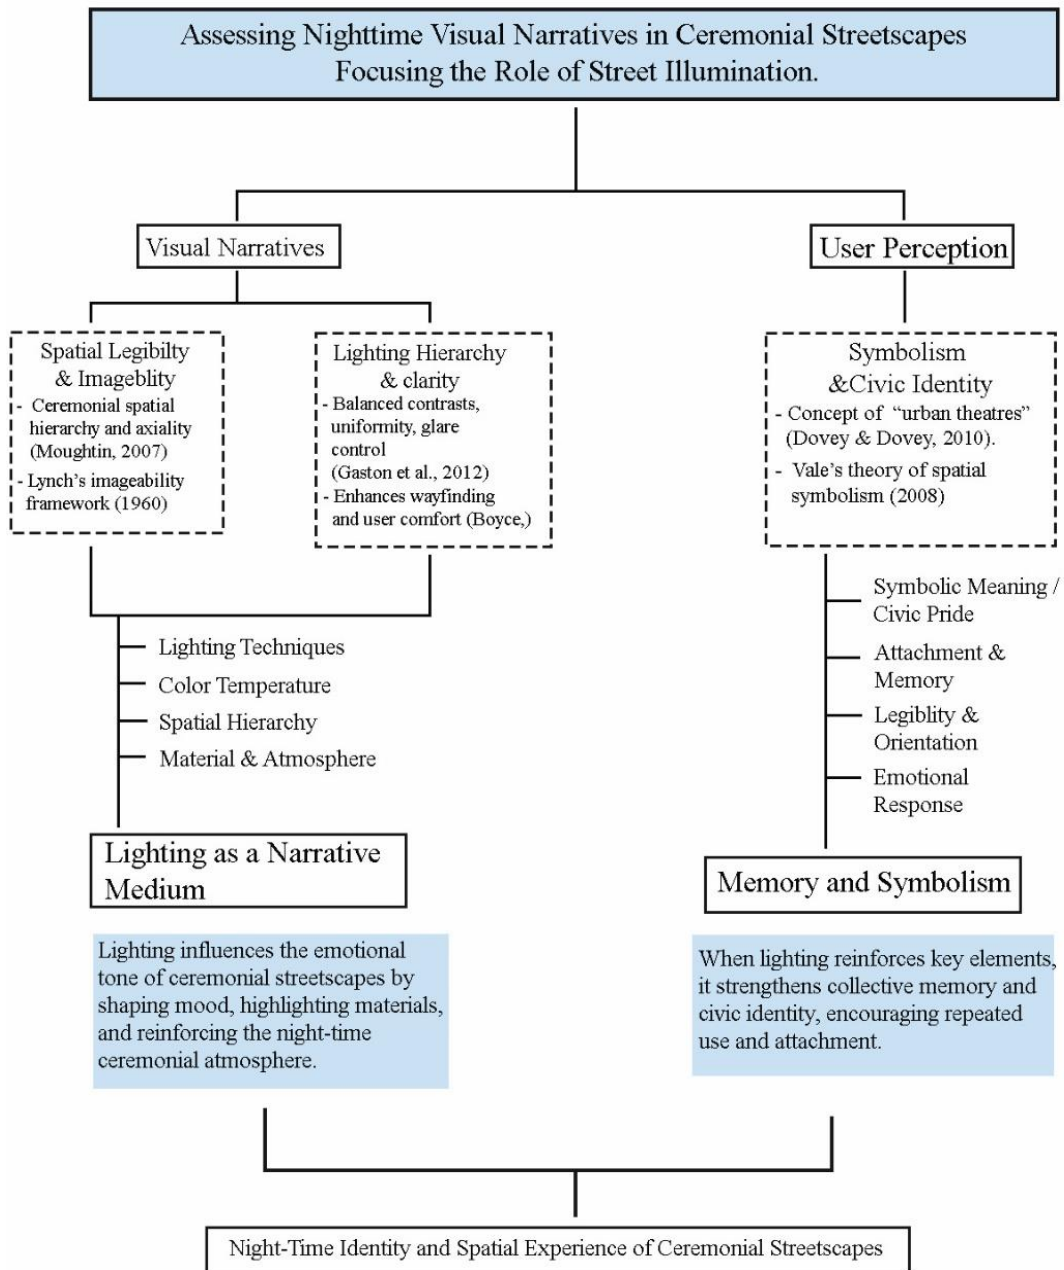 Assessing Nighttime Visual Narratives in Ceremonial Streetscapes
Focusing the Role of Street Illumination.
Visual Narratives
User Perception
Spatial Legibilty
& Imageblity
- Ceremonial spatial
hierarchy and axiality
(Moughtin, 2007)
- Lynch's imageability
framework (1960)
Lighting Hierarchy
& clarity
- Balanced contrasts,
uniformity, glare
control
(Gaston et al., 2012)
- Enhances wayfinding
and user comfort (Boyce,)
Symbolism
&Civic Identity
- Concept of “urban theatres”
(Dovey & Dovey, 2010).
- Vale's theory of spatial
symbolism (2008)
Lighting Techniques
Color Temperature
Spatial Hierarchy
Material & Atmosphere
Symbolic Meaning /
Civic Pride
Attachment &
Memory
Legiblity &
Orientation
Emotional
Response
Lighting as a Narrative
Medium
Memory and Symbolism
Lighting influences the emotional
tone of ceremonial streetscapes by
shaping mood, highlighting materials,
and reinforcing the night-time
ceremonial atmosphere.
When lighting reinforces key elements,
it strengthens collective memory and
civic identity, encouraging repeated
use and attachment.
Night-Time Identity and Spatial Experience of Ceremonial Streetscapes